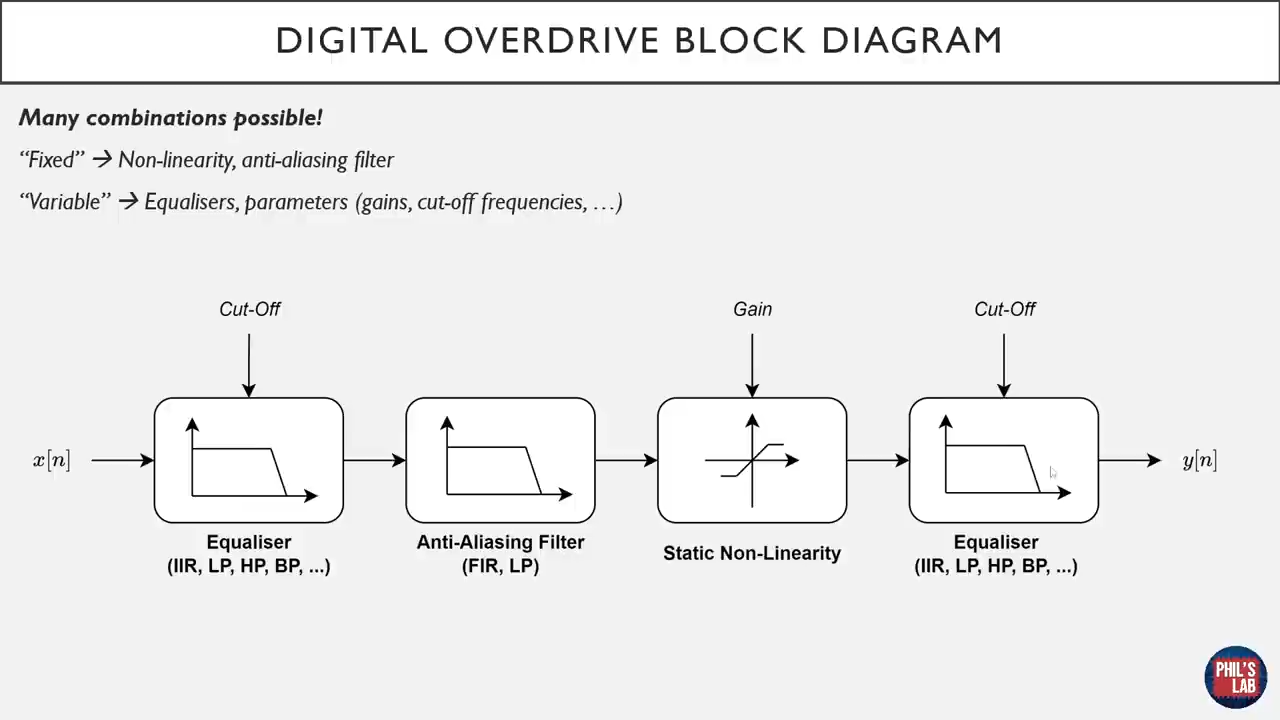 DIGITAL OVERDRIVE BLOCK DIAGRAM
Many combinations possible!
“Fixed” → Non-linearity, anti-aliasing filter
“Variable” → Equalisers, parameters (gains, cut-off frequencies, …)
Cut-Off
Gain
Cut-Off
x[n]
y[n]
Equaliser
(IIR, LP, HP, BP, ...)
Anti-Aliasing Filter
(FIR, LP)
Static Non-Linearity
Equaliser
(IIR, LP, HP, BP, ...)
PHIL'S
LAB